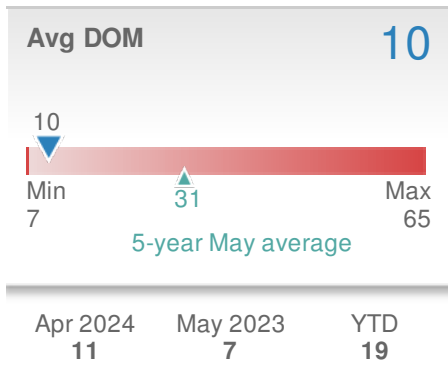 Avg DOM 10
10
Min Max
7 31 65
5-year May average
Apr 2024 May 2023 YTD
11 7 19